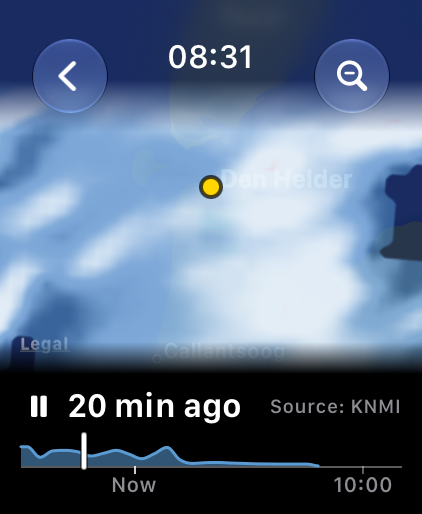 08:31
Den Helder
Legal
Callantsoog
20 min ago
Source: KNMI
Now
10:00